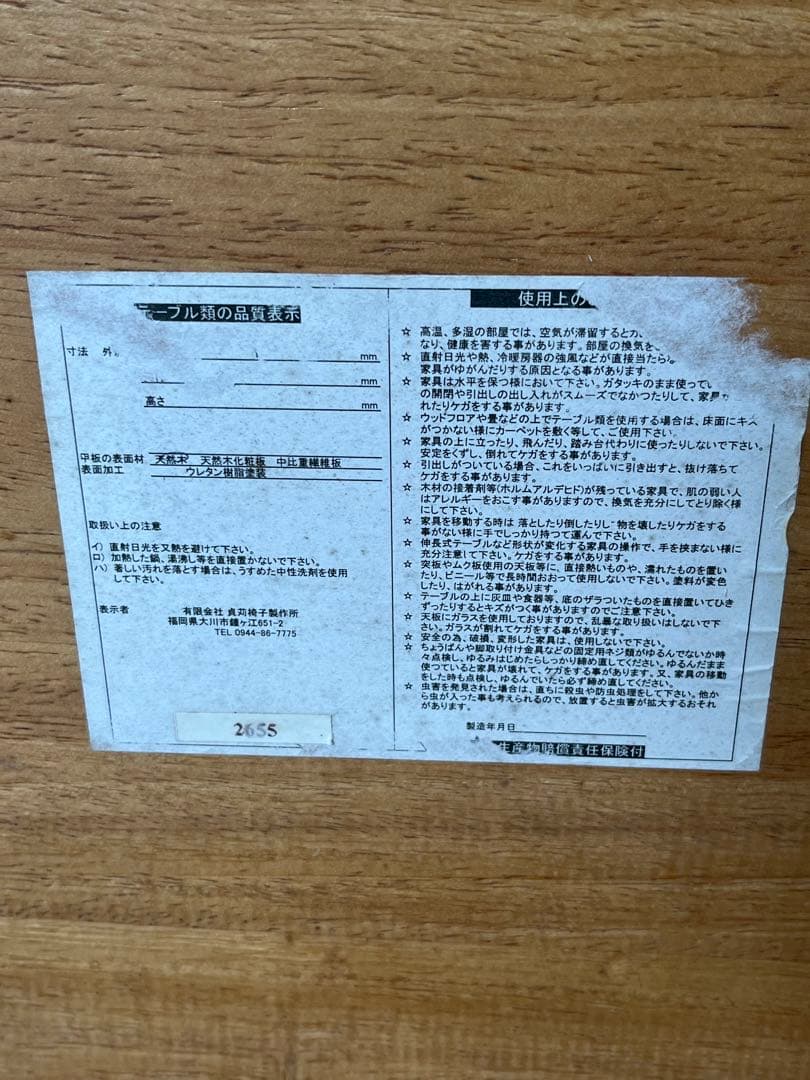 テーブル類の品質表示
寸法 外
mm
mm
高さ mm
甲板の表面材 天然木 天然木化粧板 中比重繊維板
表面加工 ウレタン樹脂塗装
取扱い上の注意
イ）直射日光を又熱を避けて下さい。
ロ）加熱した鍋、湯沸し等を直接置かないで下さい。
ハ）著しい汚れを落とす場合は、うすめた中性洗剤を使用
して下さい。
表示者 有限会社 貞苅椅子製作所
福岡県大川市鐘ヶ江651-2
TEL 0944-86-7775
2655
使用上の
☆ 高温、多湿の部屋では、空気が滞留するとカ
なり、健康を害する事があります。部屋の換気を、
☆ 直射日光や熱、冷暖房器の強風などが直接当たら
家具がゆがんだりする原因となる事があります。
☆ 家具は水平を保つ様において下さい。ガタツキのまま使って
の開閉や引出しの出し入れがスムーズでなかつたりして、家具
れたりケガをする事があります。
☆ ウッドフロアや畳などの上でテーブル類を使用する場合は、床面にキズ
がつかない様にカーペットを敷く等して、ご使用下さい。
☆ 家具の上に立ったり、飛んだり、踏み台代わりに使ったりしないで下さい。
安定をくずし、倒れてケガをする事があります。
☆ 引出しがついている場合、これをいっぱいに引き出すと、抜け落ちて
ケガをする事があります。
☆ 木材の接着剤等(ホルムアルデヒド)が残っている家具で、肌の弱い人
はアレルギーをおこす事がありますので、換気を充分にしてとり除く様
にして下さい。
☆ 家具を移動する時は 落としたり倒したりし 物を壊したりケガをする
事がない様に手でしっかり持つて運んで下さい。
☆ 伸長式テーブルなど形状が変化する家具の操作で、手を挟まない様に
充分注意して下さい。ケガをする事があります。
☆ 突板やムク板使用の天板等に、直接熱いものや、濡れたものを置い
たり、ビニール等で長時間おおって使用しないで下さい。塗料が変色
したり、はがれる事があります。
☆ テーブルの上に灰皿や食器等、底のザラついたものを直接置いてひき
ずったりするとキズがつく事がありますのでご注意下さい。
☆ 天板にガラスを使用しておりますので、乱暴な取り扱いはしないで下
さい。ガラスが割れてケガをする事があります。
☆ 安全の為、破損、変形した家具は、使用しないで下さい。
☆ ちょうばんや脚取り付け金具などの固定用ネジ類がゆるんでないか時
々点検し、ゆるみはじめたらしっかり締め直してください。ゆるんだまま
使つていると家具が壊れて、ケガをする事があります。又、家具の移動
をした時も点検し、ゆるんでいたら必ず締め直してください。
☆ 虫害を発見された場合は、直ちに殺虫や防虫処理をして下さい。他か
ら虫が入った事も考えられるので、放置すると虫害が拡大するおそれ
があります。
製造年月日
生産物賠償責任保険付